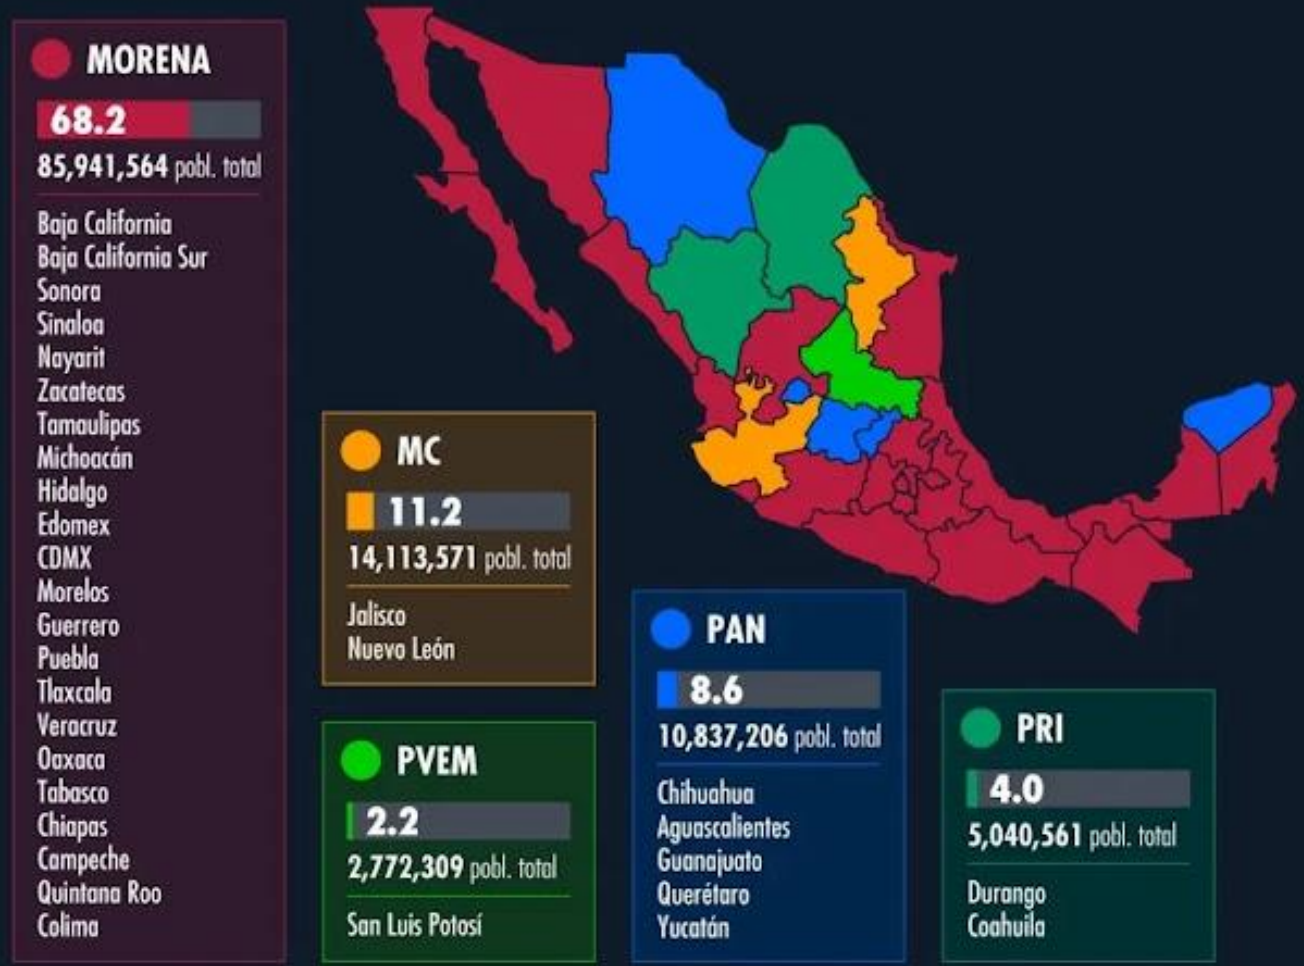 MORENA
68.2
85,941,564 pobl. total
Baja California
Baja California Sur
Sonora
Sinaloa
Nayarit
Zacatecas
Tamaulipas
Michoacán
Hidalgo
Edomex
CDMX
Morelos
Guerrero
Puebla
Tlaxcala
Veracruz
Oaxaca
Tabasco
Chiapas
Campeche
Quintana Roo
Colima
MC
11.2
14,113,571 pobl. total
Jalisco
Nuevo León
PVEM
2.2
2,772,309 pobl. total
San Luis Potosí
PAN
8.6
10,837,206 pobl. total
Chihuahua
Aguascalientes
Guanajuato
Querétaro
Yucatán
PRI
4.0
5,040,561 pobl. total
Durango
Coahuila